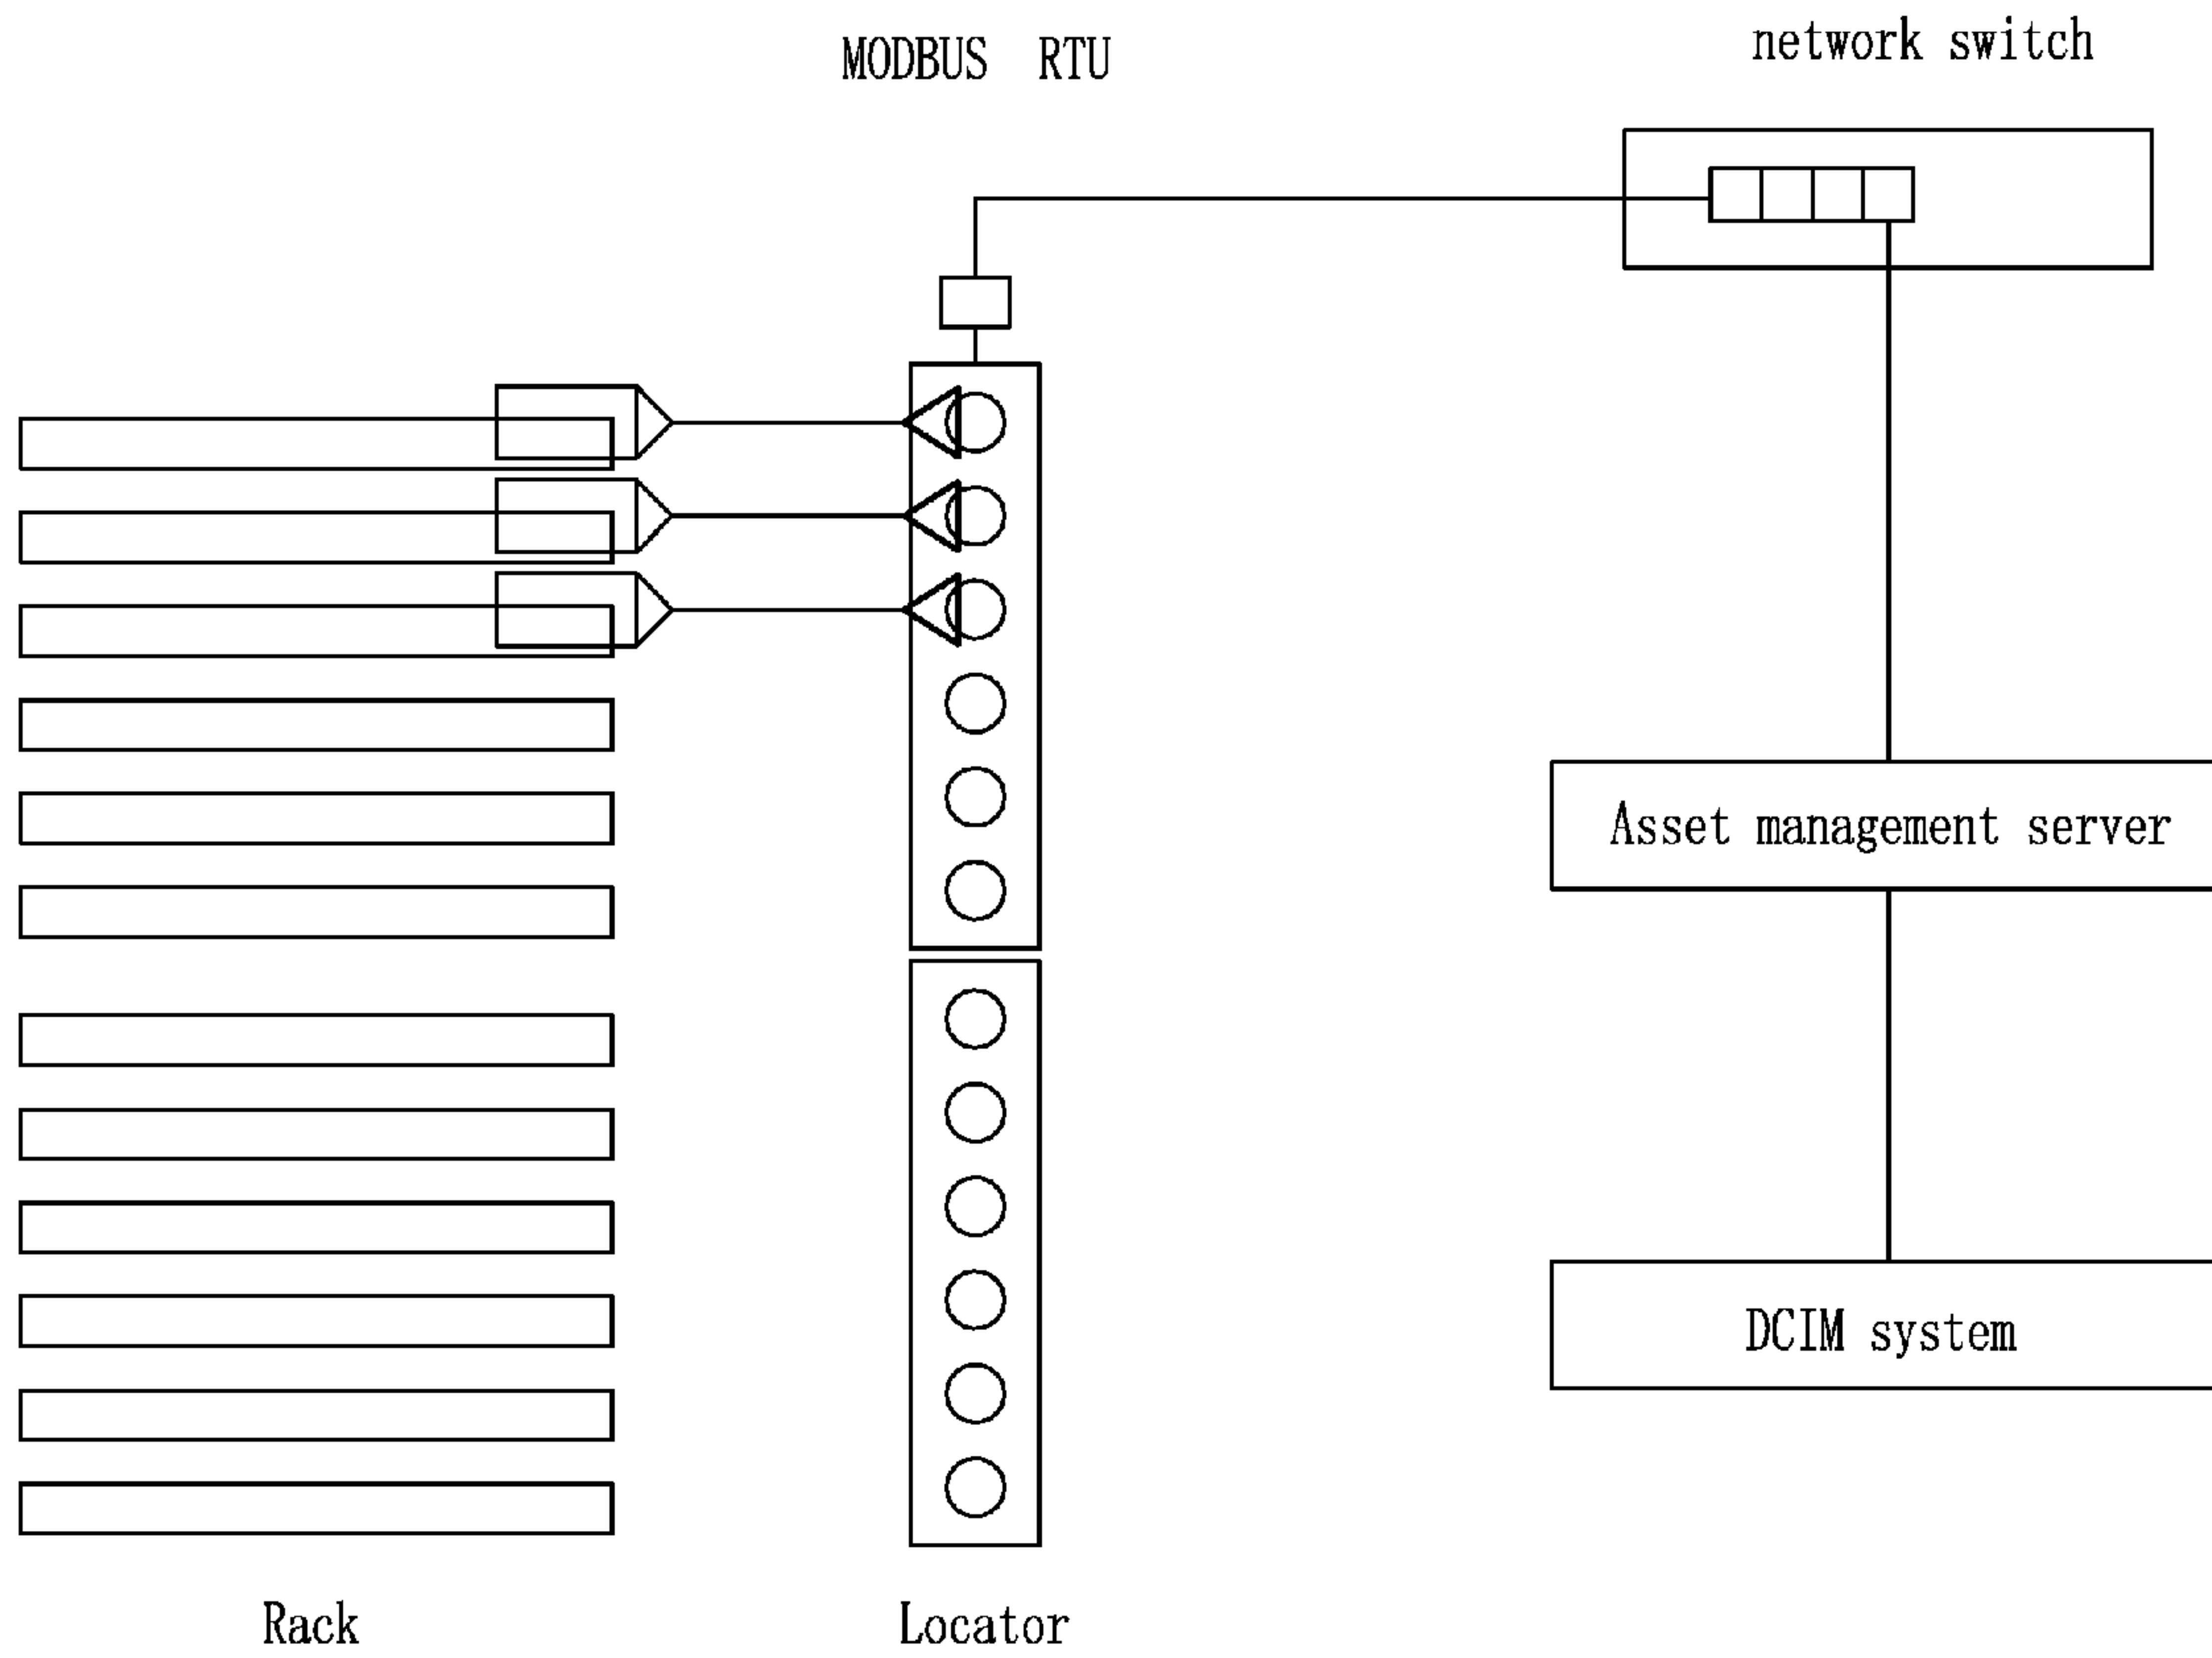 MODBUS RTU
network switch
Asset management server
DCIM system
Rack
Locator